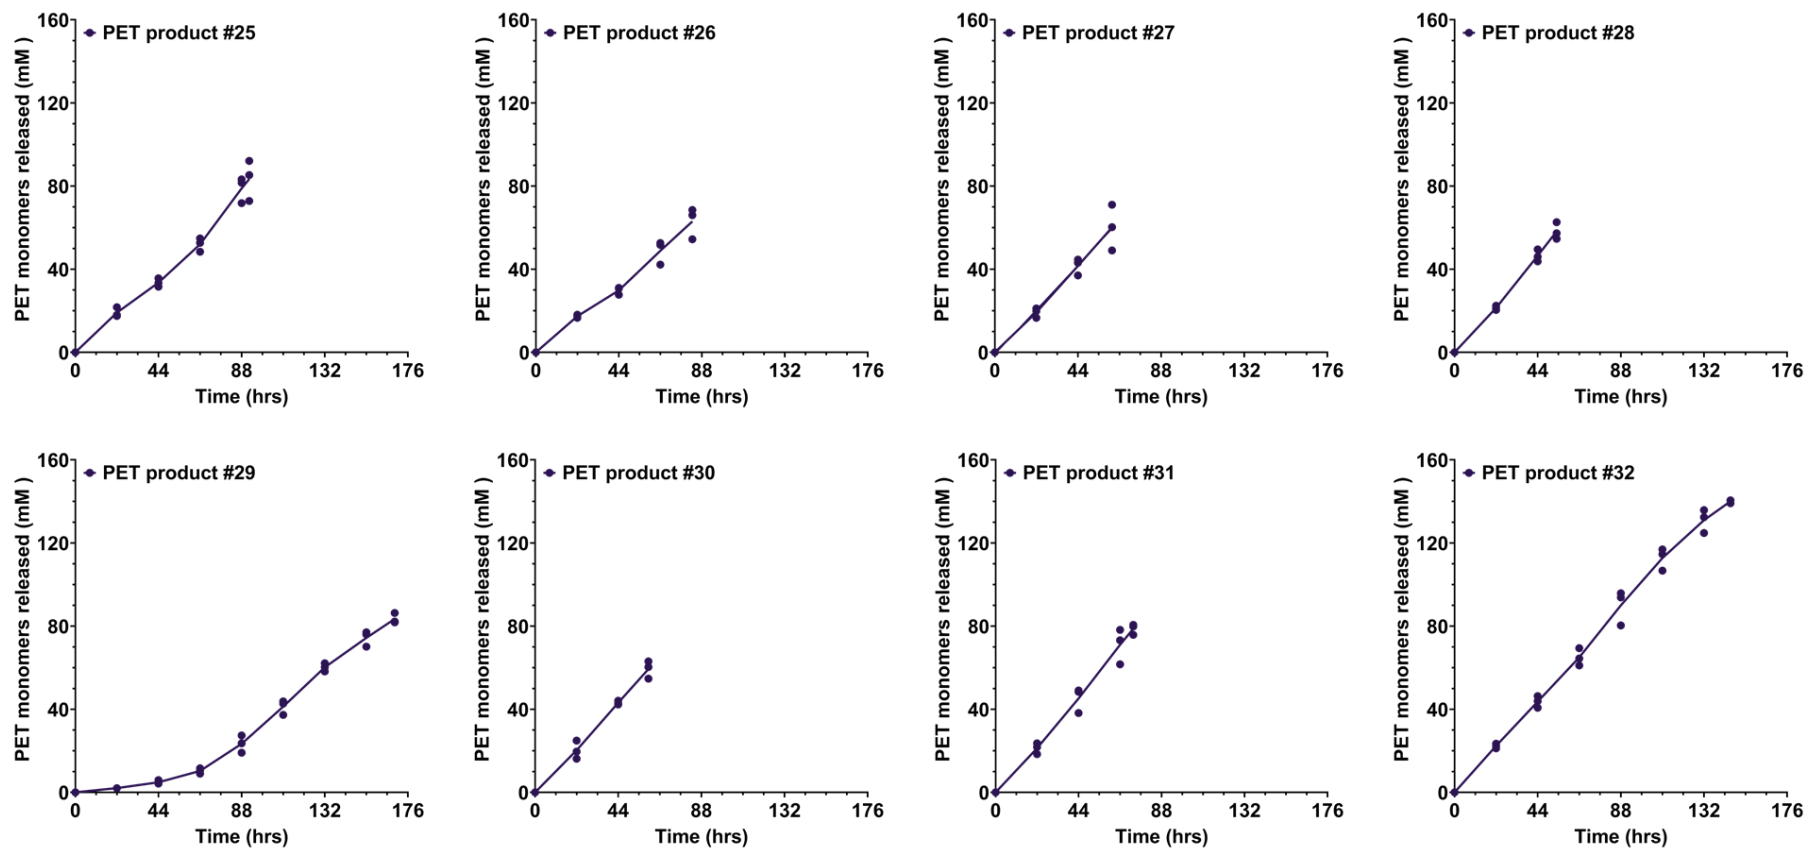 PET product #25
PET monomers released (mM )
160
120
80
40
0
0 44 88 132 176
Time (hrs)
PET product #26
PET monomers released (mM )
160
120
80
40
0
0 44 88 132 176
Time (hrs)
PET product #27
PET monomers released (mM )
160
120
80
40
0
0 44 88 132 176
Time (hrs)
PET product #28
PET monomers released (mM )
160
120
80
40
0
0 44 88 132 176
Time (hrs)
PET product #29
PET monomers released (mM )
160
120
80
40
0
0 44 88 132 176
Time (hrs)
PET product #30
PET monomers released (mM )
160
120
80
40
0
0 44 88 132 176
Time (hrs)
PET product #31
PET monomers released (mM )
160
120
80
40
0
0 44 88 132 176
Time (hrs)
PET product #32
PET monomers released (mM )
160
120
80
40
0
0 44 88 132 176
Time (hrs)